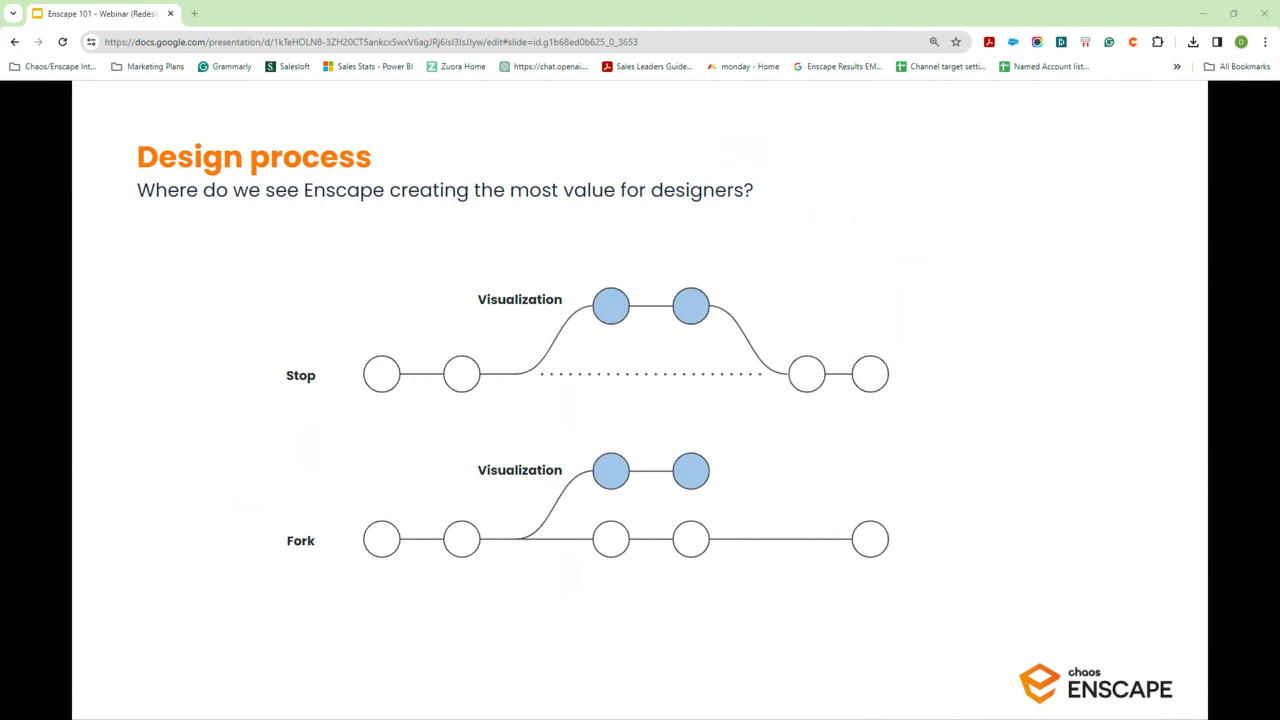 Enscape 101 - Webinar (Redesi
https://docs.google.com/presentation/d/1kTeHOLN8-3ZH20CT5ankcx5wxV6agJRj6lsI3IsJJyw/edit#slide=id.g1b68ed0b625_0_3653
Chaos/Enscape Int... Marketing Plans Grammarly Salesloft Sales Stats - Power BI Zuora Home https://chat.openai.... Sales Leaders Guide... monday - Home Enscape Results EM... Channel target setti... Named Account list... » All Bookmarks
Design process
Where do we see Enscape creating the most value for designers?
Visualization
Stop
Visualization
Fork
chaos
ENSCAPE